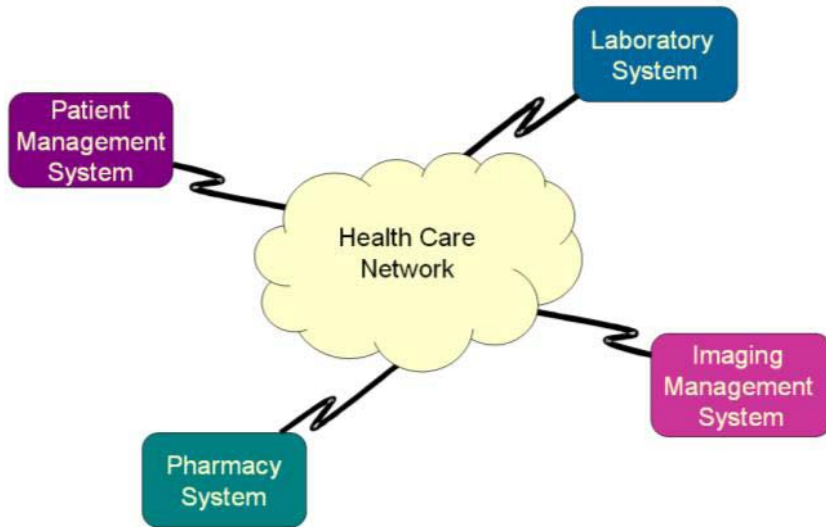 Laboratory
System
Patient
Management
System
Health Care
Network
Imaging
Management
System
Pharmacy
System